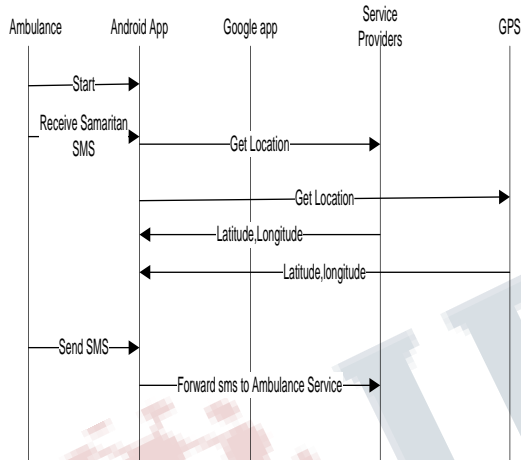 Ambulance
Android App
Google app
Service
Providers
GPS
Start
Receive Samaritan
SMS
Get Location
Get Location
Latitude,Longitude
Latitude,longitude
Send SMS
Forward sms to Ambulance Service